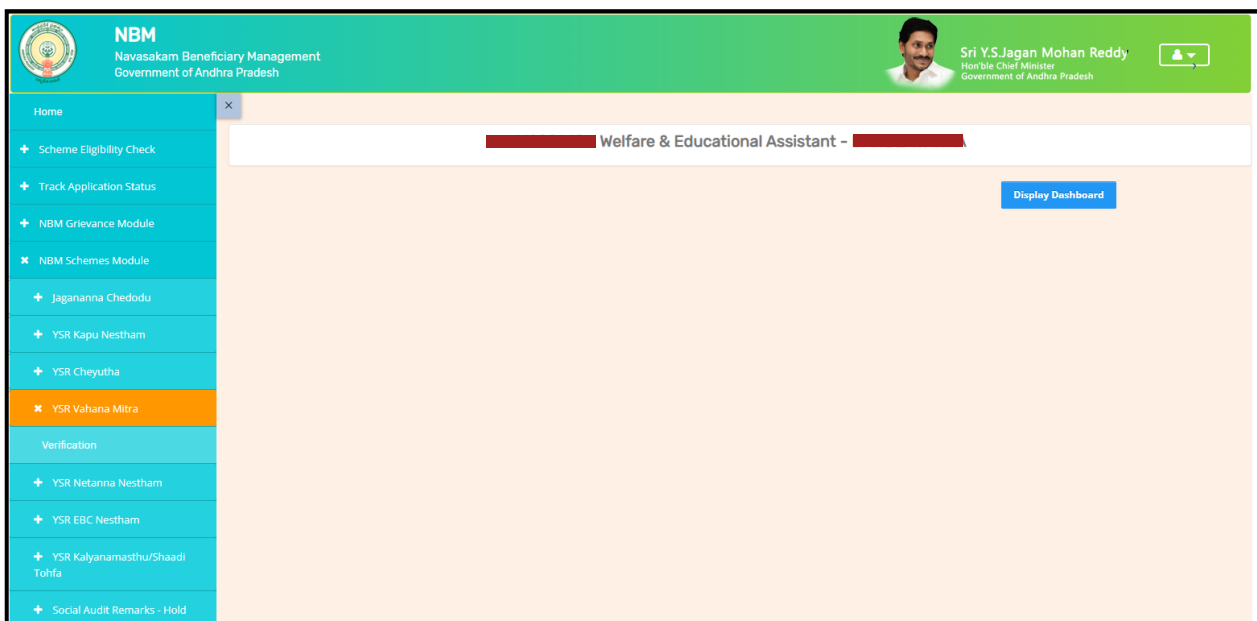 NBM
Navasakam Beneficiary Management
Government of Andhra Pradesh
Sri Y.S.Jagan Mohan Reddy
Hon'ble Chief Minister
Government of Andhra Pradesh
Home
×
Welfare & Educational Assistant -
+ Scheme Eligibility Check
+ Track Application Status
Display Dashboard
+ NBM Grievance Module
× NBM Schemes Module
+ Jagananna Chedodu
+ YSR Kapu Nestham
+ YSR Cheyutha
× YSR Vahana Mitra
Verification
+ YSR Netanna Nestham
+ YSR EBC Nestham
+ YSR Kalyanamasthu/Shaadi
Tohfa
+ Social Audit Remarks - Hold